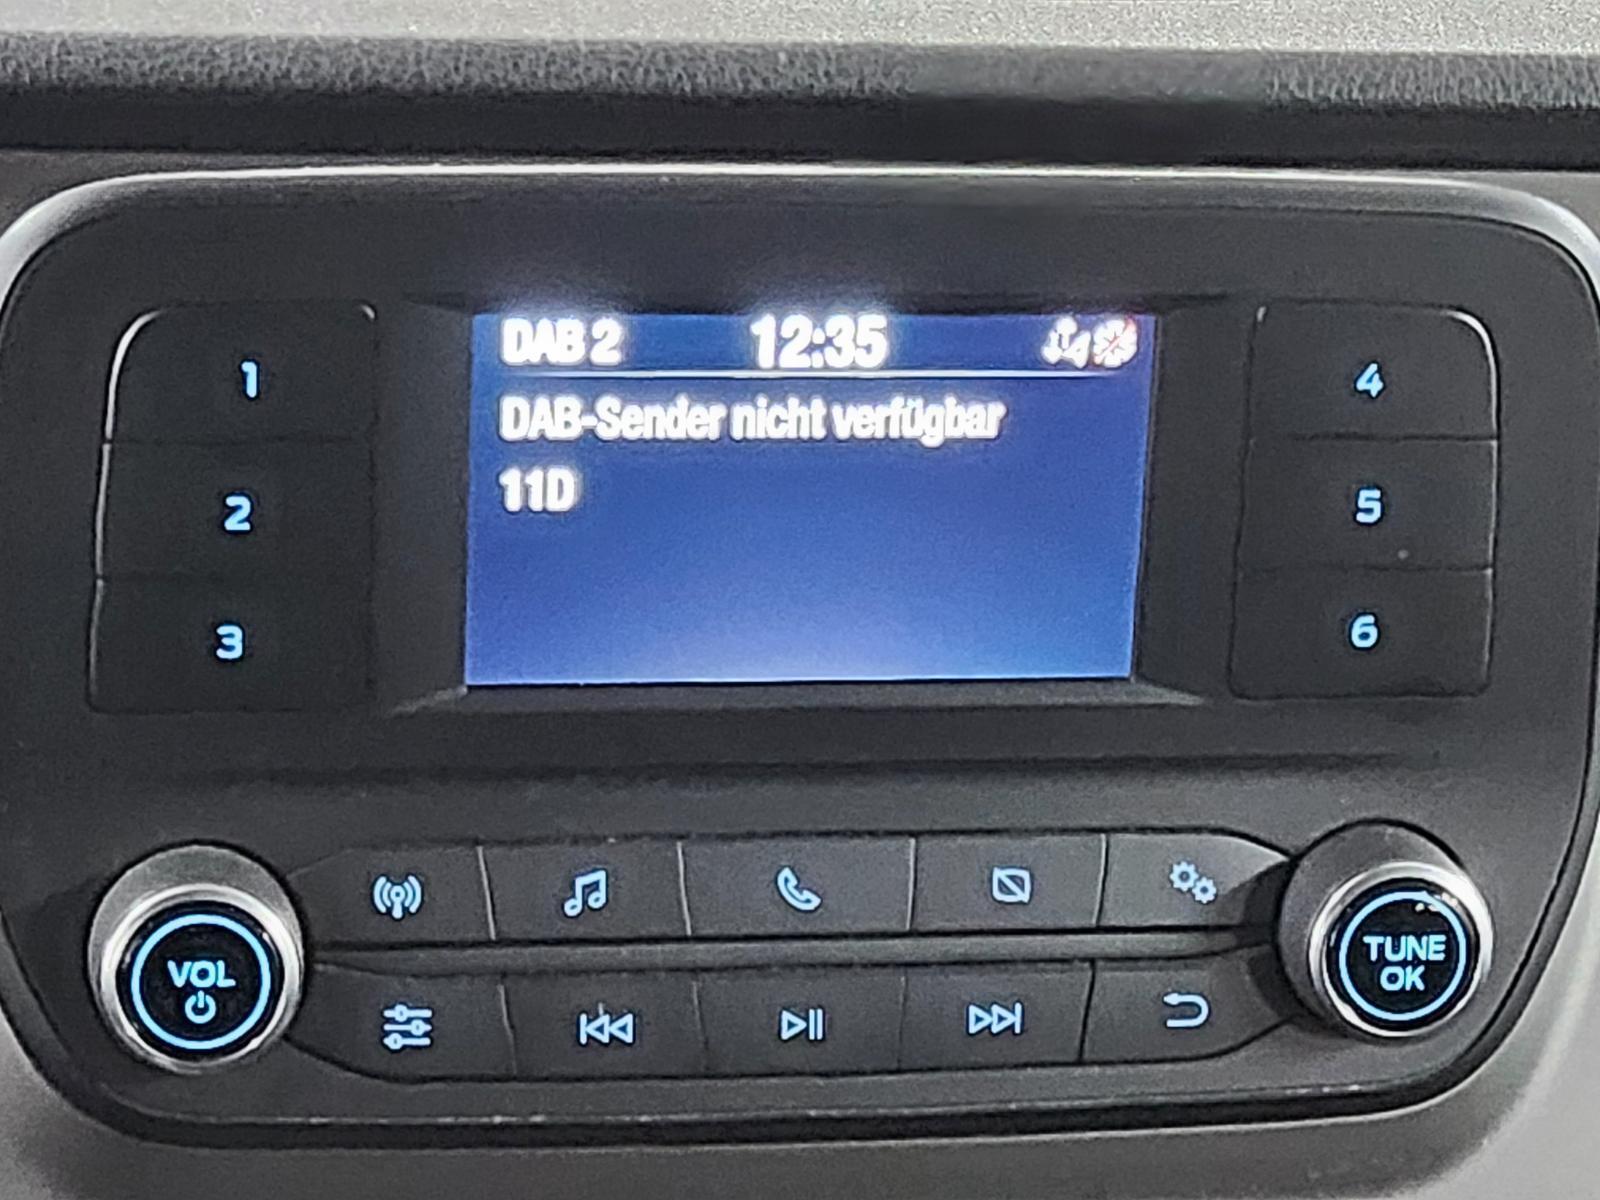 DAB 2 12:35
DAB-Sender nicht verfügbar
11D
1
2
3
4
5
6
VOL
TUNE
OK